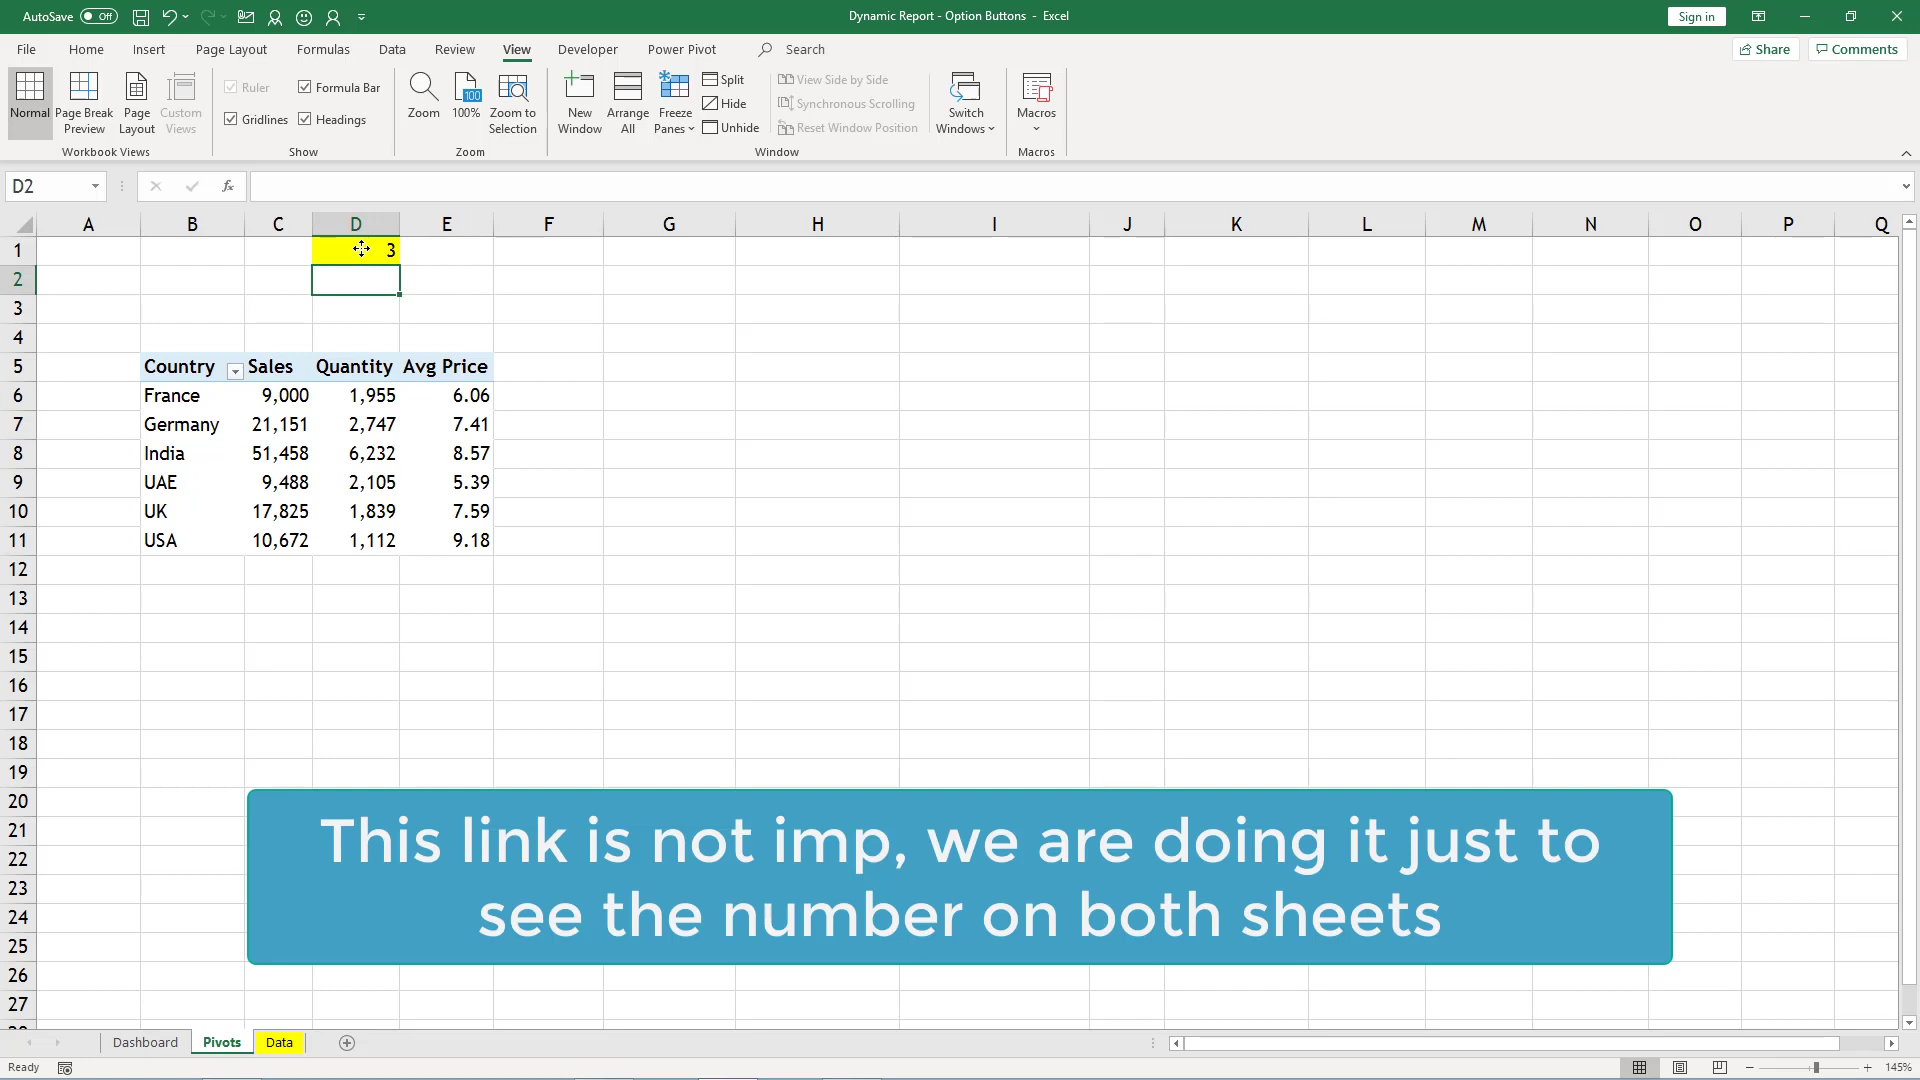 AutoSave Off
Dynamic Report - Option Buttons - Excel
Sign in
File Home Insert Page Layout Formulas Data Review View Developer Power Pivot Search
Share Comments
Normal
Page Break Preview
Page Layout
Custom Views
Workbook Views
Ruler Formula Bar
Gridlines Headings
Show
Zoom
100
100%
Zoom to Selection
Zoom
New Window
Arrange All
Freeze Panes
Split
Hide
Unhide
View Side by Side
Synchronous Scrolling
Reset Window Position
Window
Switch Windows
Macros
Macros
D2 fx
A B C D E F G H I J K L M N O P Q
1 3
2
3
4
5 Country Sales Quantity Avg Price
6 France 9,000 1,955 6.06
7 Germany 21,151 2,747 7.41
8 India 51,458 6,232 8.57
9 UAE 9,488 2,105 5.39
10 UK 17,825 1,839 7.59
11 USA 10,672 1,112 9.18
12
13
14
15
16
17
18
19
20
21
22
23
24
25
26
27
This link is not imp, we are doing it just to
see the number on both sheets
Dashboard Pivots Data
Ready
145%